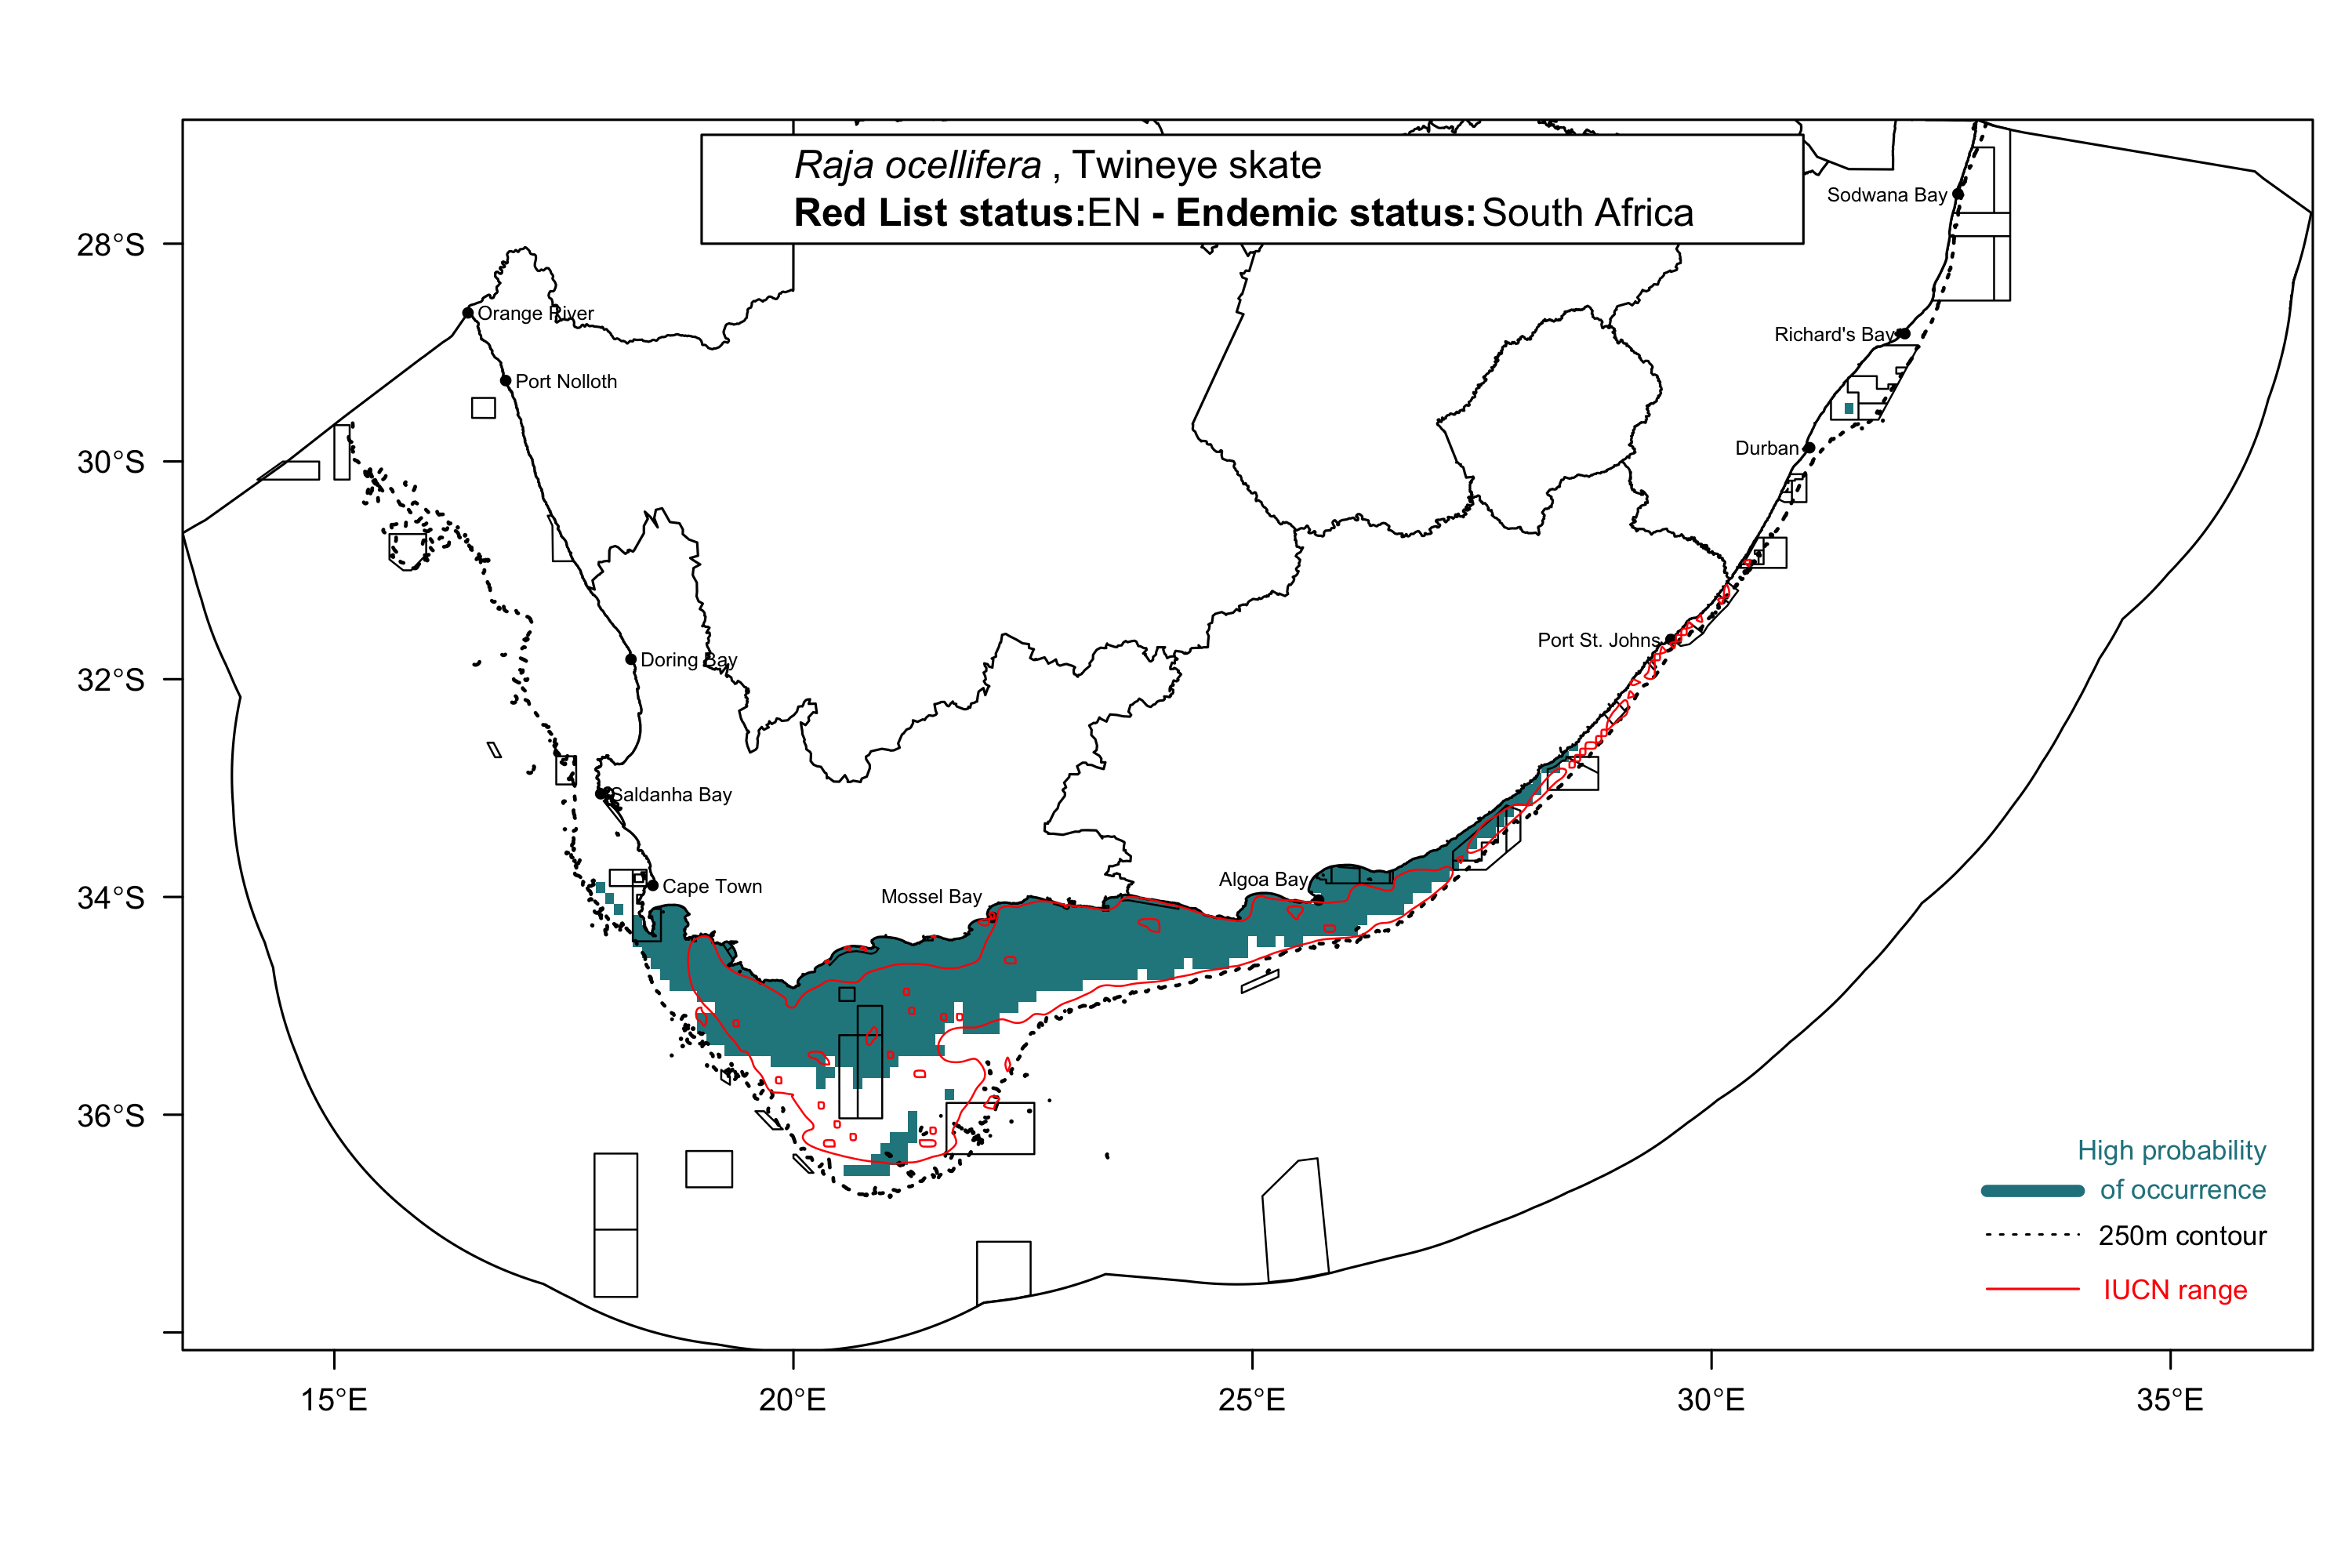 Raja ocellifera , Twineye skate
Red List status:EN - Endemic status: South Africa
Sodwana Bay
28°S
Orange River
Richard's Bay
Port Nolloth
Durban
30°S
Port St. Johns
Doring Bay
32°S
Saldanha Bay
Algoa Bay
Cape Town
Mossel Bay
34°S
36°S
High probability
of occurrence
250m contour
IUCN range
15°E
20°E
25°E
30°E
35°E